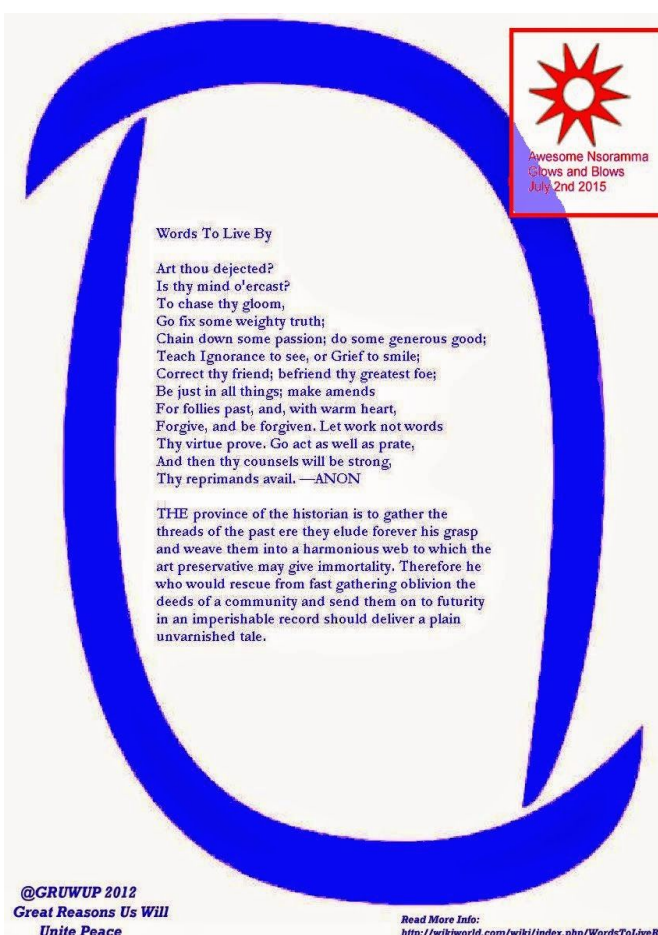 Awesome Nsoramma
Glows and Blows
July 2nd 2015
Words To Live By
Art thou dejected?
Is thy mind o'ercast?
To chase thy gloom,
Go fix some weighty truth;
Chain down some passion; do some generous good;
Teach Ignorance to see, or Grief to smile;
Correct thy friend; befriend thy greatest foe;
Be just in all things; make amends
For follies past, and, with warm heart,
Forgive, and be forgiven. Let work not words
Thy virtue prove. Go act as well as prate,
And then thy counsels will be strong,
Thy reprimands avail. —ANON
THE province of the historian is to gather the
threads of the past ere they elude forever his grasp
and weave them into a harmonious web to which the
art preservative may give immortality. Therefore he
who would rescue from fast gathering oblivion the
deeds of a community and send them on to futurity
in an imperishable record should deliver a plain
unvarnished tale.
@GRUWUP 2012
Great Reasons Us Will
Unite Peace
Read More Info:
http://wikiworld.com/wiki/index.php/WordsToLiveB